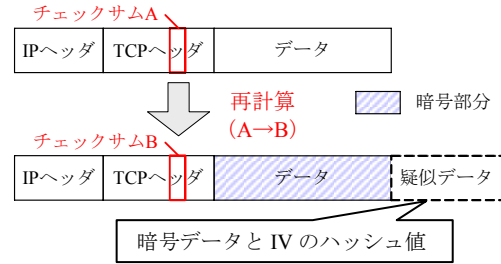 チェックサムA
IPヘッダ TCPヘッダ データ
再計算
(A→B)
暗号部分
チェックサムB
IPヘッダ TCPヘッダ データ 疑似データ
暗号データと IV のハッシュ値